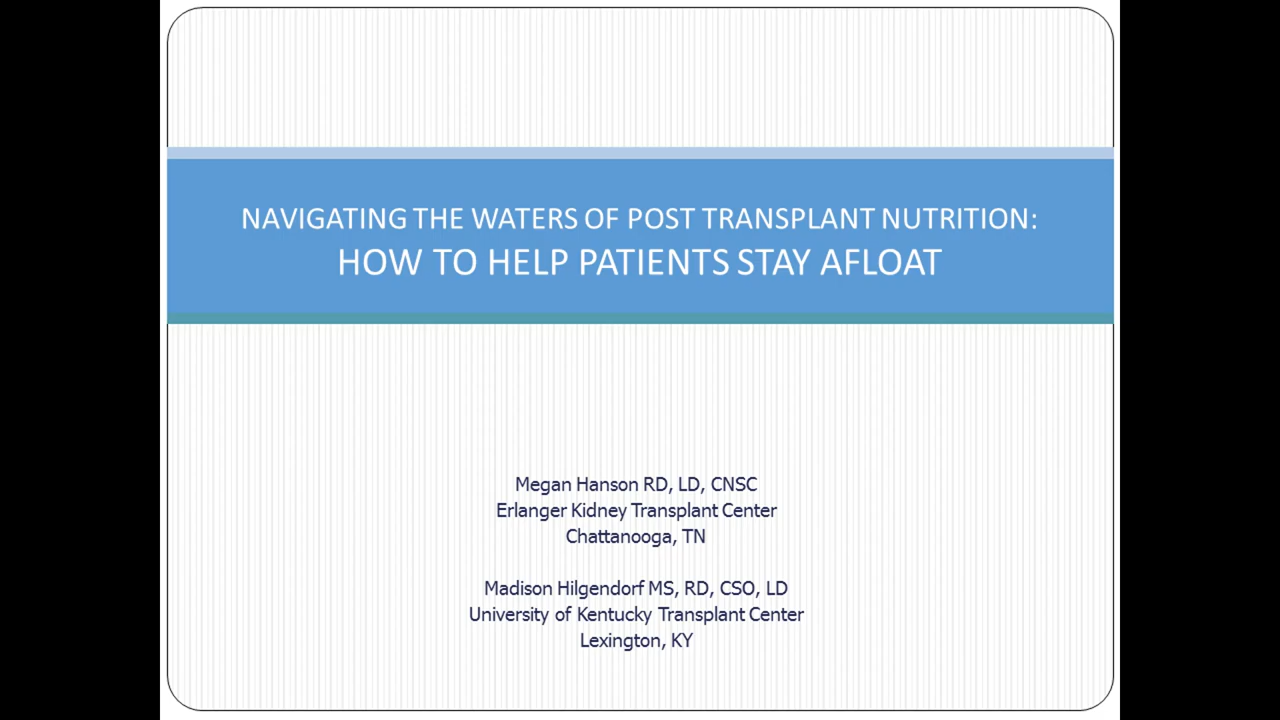 NAVIGATING THE WATERS OF POST TRANSPLANT NUTRITION:
HOW TO HELP PATIENTS STAY AFLOAT
Megan Hanson RD, LD, CNSC
Erlanger Kidney Transplant Center
Chattanooga, TN
Madison Hilgendorf MS, RD, CSO, LD
University of Kentucky Transplant Center
Lexington, KY